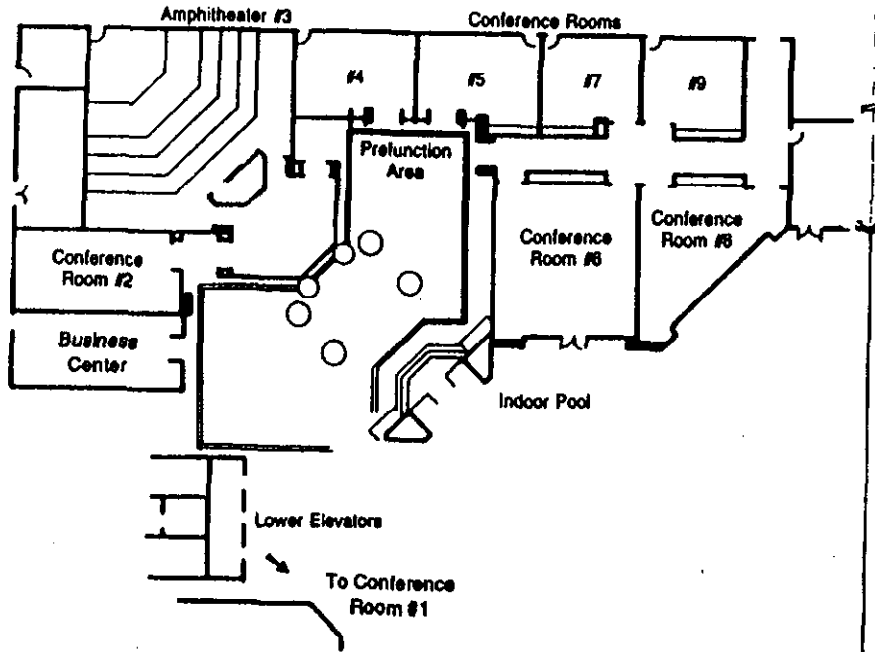 Amphitheater #3
Conference Rooms
#4
#5
#7
#9
Prefunction
Area
Conference
Room #2
Conference
Room #6
Conference
Room #8
Business
Center
Indoor Pool
Lower Elevators
To Conference
Room #1